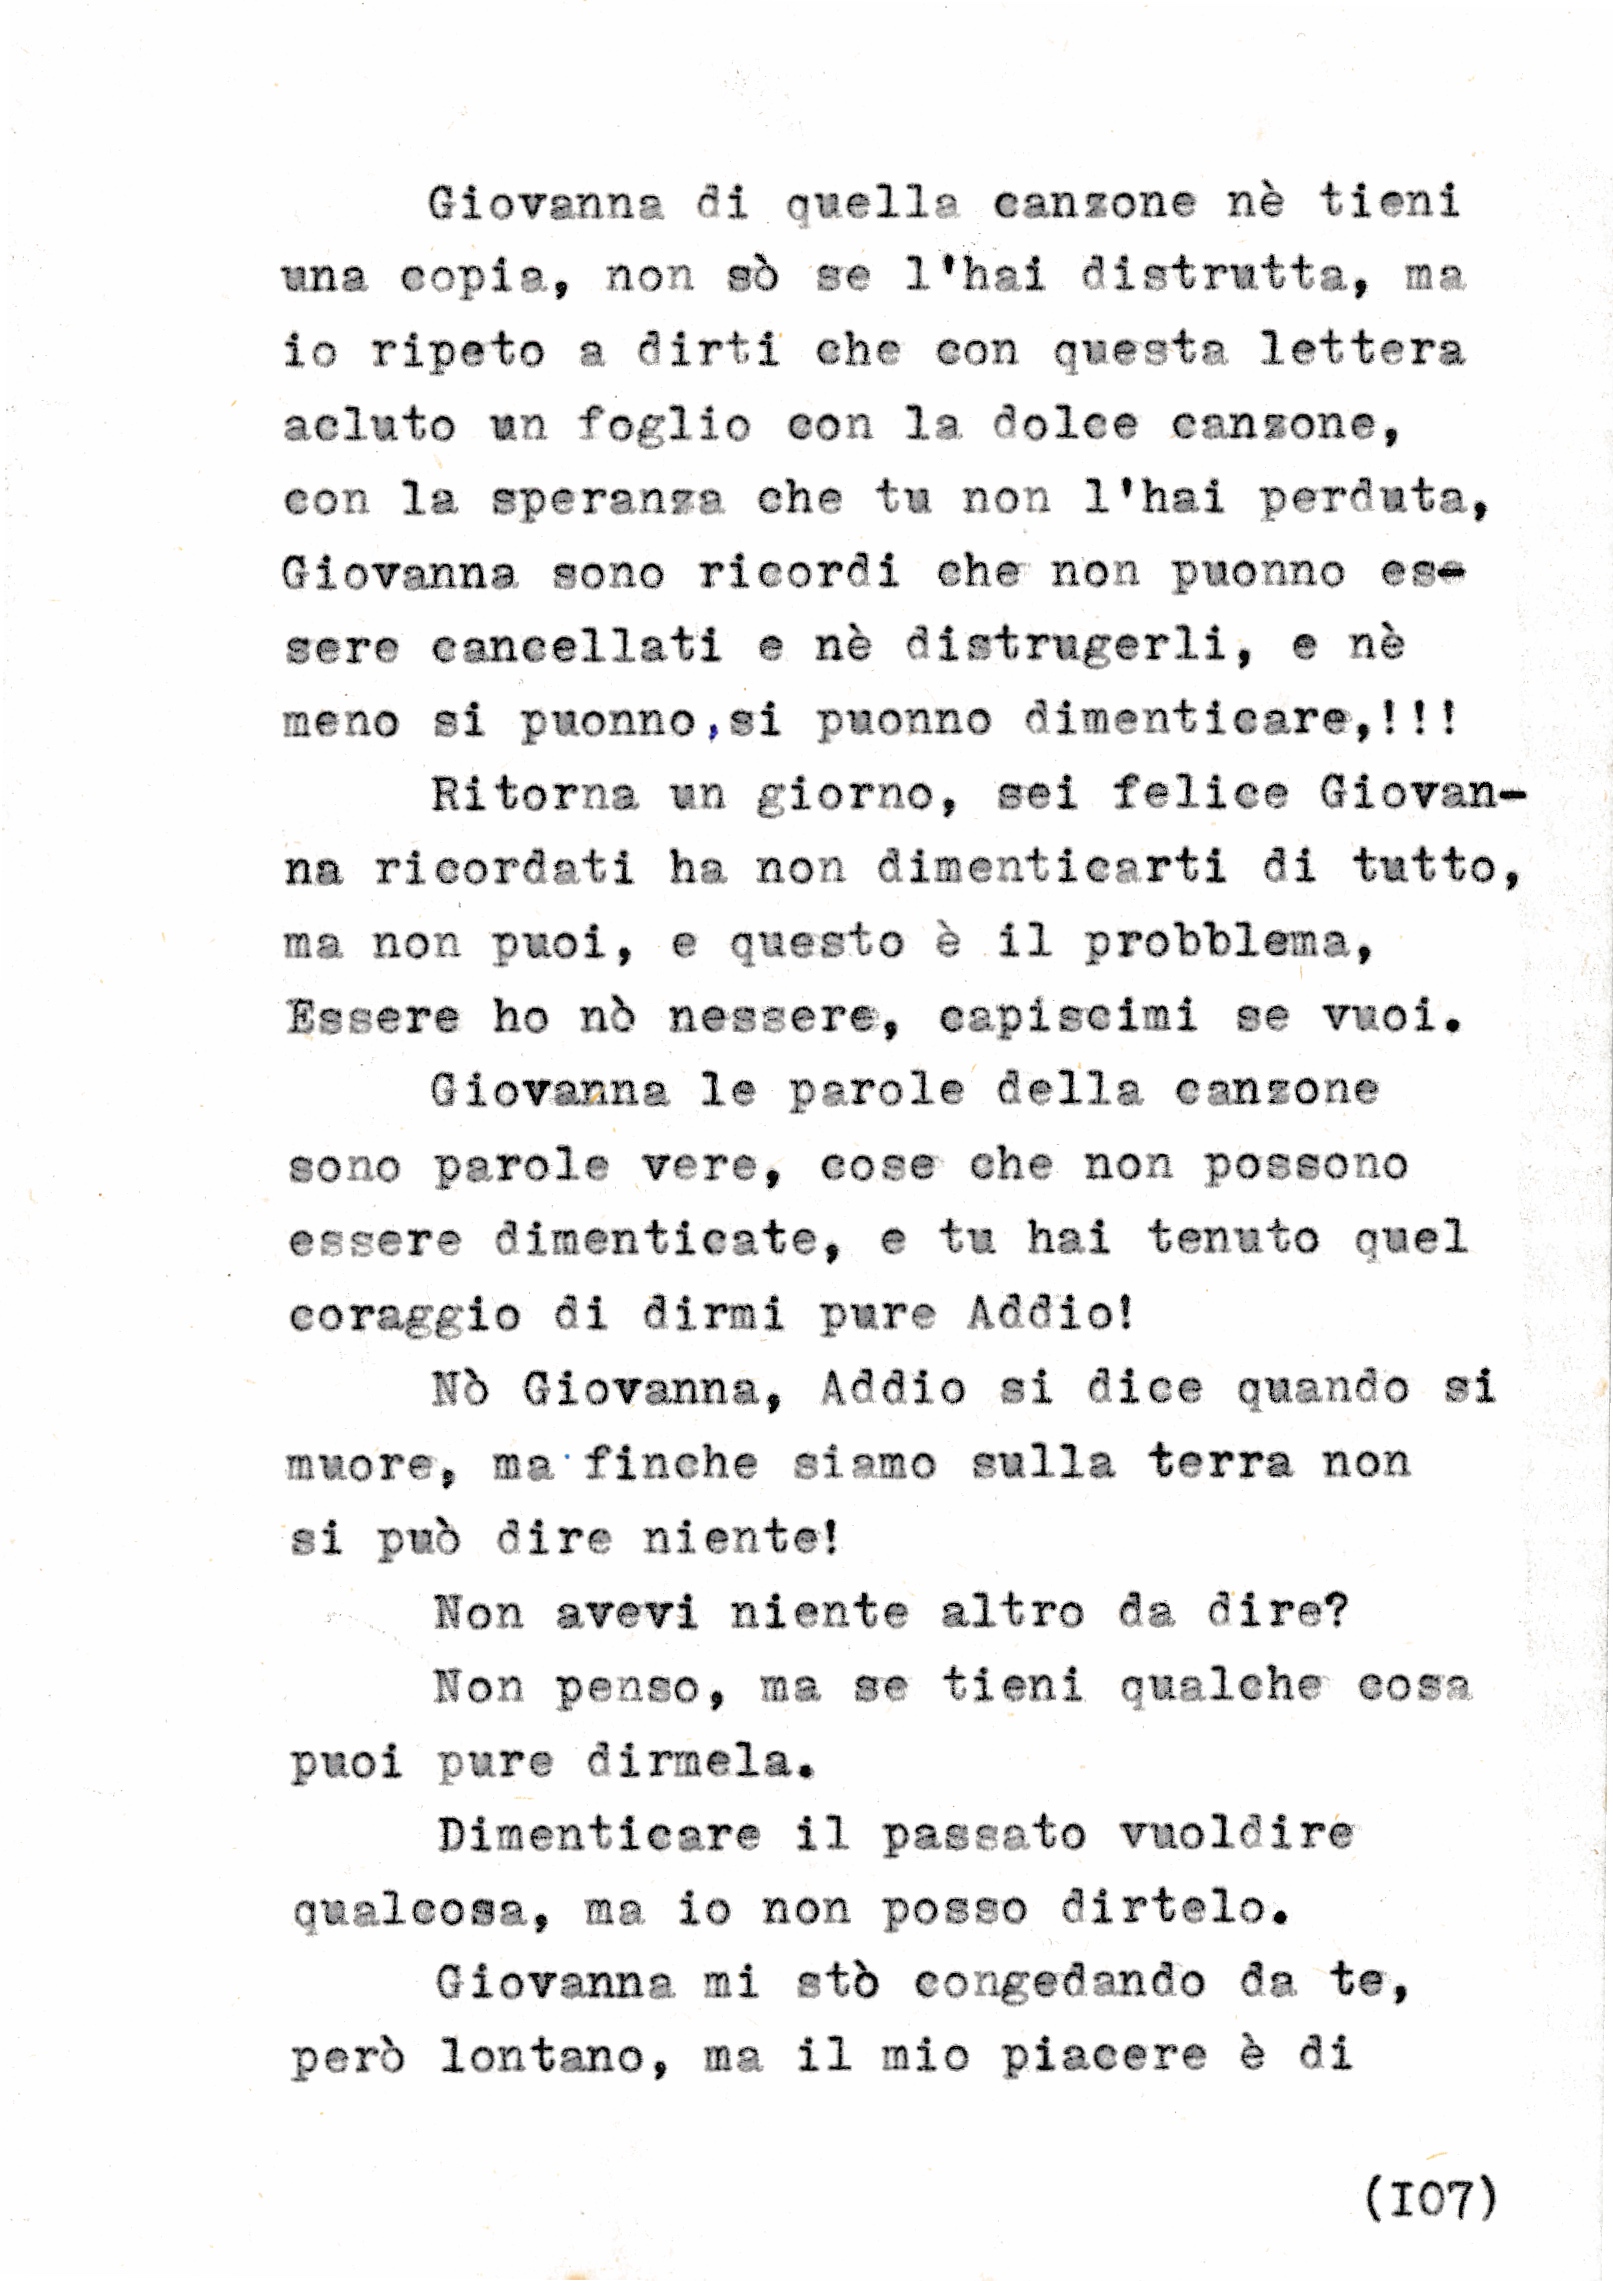 Giovanna di quella canzone nè tieni
una copia, non sò se l'hai distrutta, ma
io ripeto a dirti che con questa lettera
acluto un foglio con la dolce canzone,
con la speranza che tu non l'hai perduta,
Giovanna sono ricordi che non puonno es-
sere cancellati e nè distrugerli, e nè
meno si puonno,si puonno dimenticare,!!!
Ritorna un giorno, sei felice Giovan-
na ricordati ha non dimenticarti di tutto,
ma non puoi, e questo è il probblema,
Essere ho nò nessere, capiscimi se vuoi.
Giovanna le parole della canzone
sono parole vere, cose che non possono
essere dimenticate, e tu hai tenuto quel
coraggio di dirmi pure Addio!
Nò Giovanna, Addio si dice quando si
muore, ma finche siamo sulla terra non
si può dire niente!
Non avevi niente altro da dire?
Non penso, ma se tieni qualche cosa
puoi pure dirmela.
Dimenticare il passato vuoldire
qualcosa, ma io non posso dirtelo.
Giovanna mi stò congedando da te,
però lontano, ma il mio piacere è di
(I07)